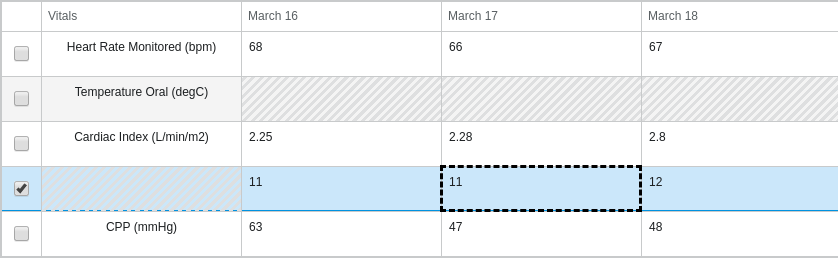 Vitals March 16 March 17 March 18
Heart Rate Monitored (bpm) 68 66 67
Temperature Oral (degC)
Cardiac Index (L/min/m2) 2.25 2.28 2.8
11 11 12
CPP (mmHg) 63 47 48